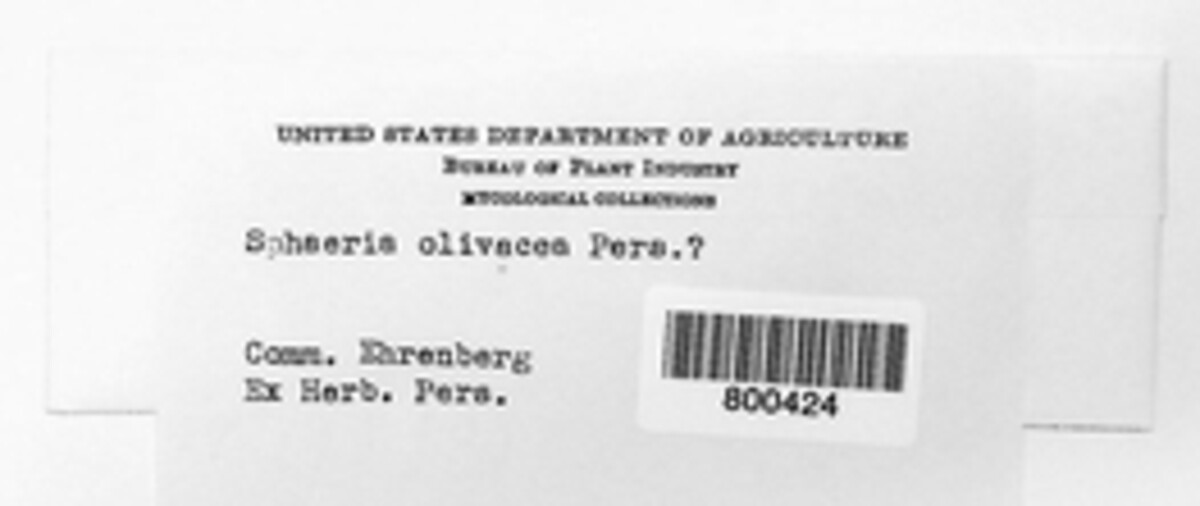 UNITED STATES DEPARTMENT OF AGRICULTURE
BUREAU OF PLANT INDUSTRY
MYCOLOGICAL COLLECTIONS
Sphaeria olivacea Pers.?
Comm. Ehrenberg
Ex Herb. Pers.
800424